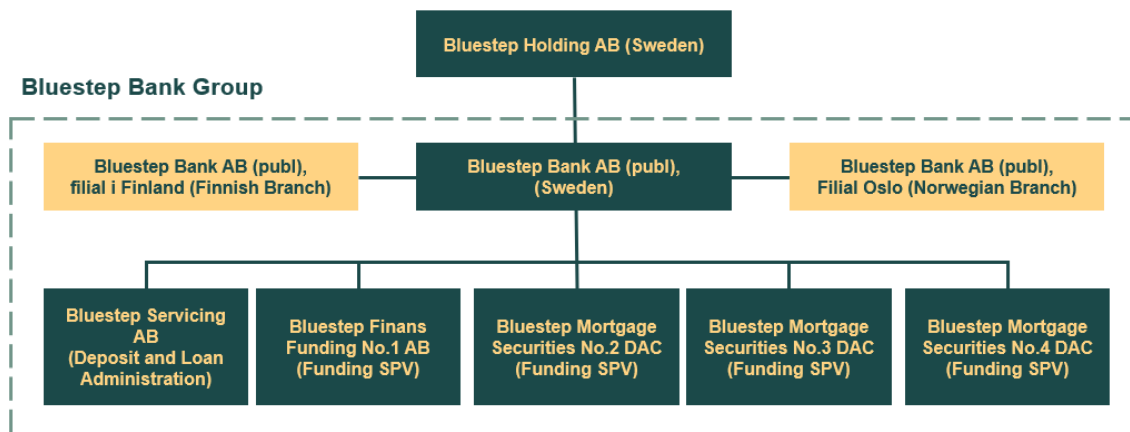 Bluestep Holding AB (Sweden)
Bluestep Bank Group
Bluestep Bank AB (publ),
filial i Finland (Finnish Branch)
Bluestep Bank AB (publ),
(Sweden)
Bluestep Bank AB (publ),
Filial Oslo (Norwegian Branch)
Bluestep Servicing
AB
(Deposit and Loan
Administration)
Bluestep Finans
Funding No.1 AB
(Funding SPV)
Bluestep Mortgage
Securities No.2 DAC
(Funding SPV)
Bluestep Mortgage
Securities No.3 DAC
(Funding SPV)
Bluestep Mortgage
Securities No.4 DAC
(Funding SPV)